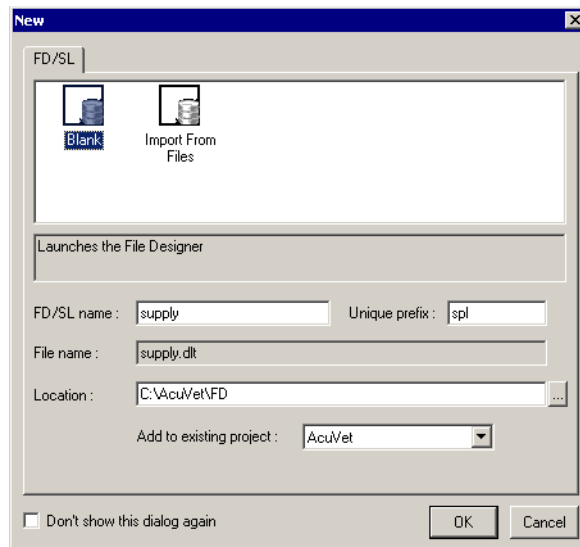 New
FD/SL
Blank
Import From
Files
Launches the File Designer
FD/SL name : supply Unique prefix : spl
File name : supply.dlt
Location : C:\AcuVet\FD ...
Add to existing project : AcuVet
Don't show this dialog again OK Cancel